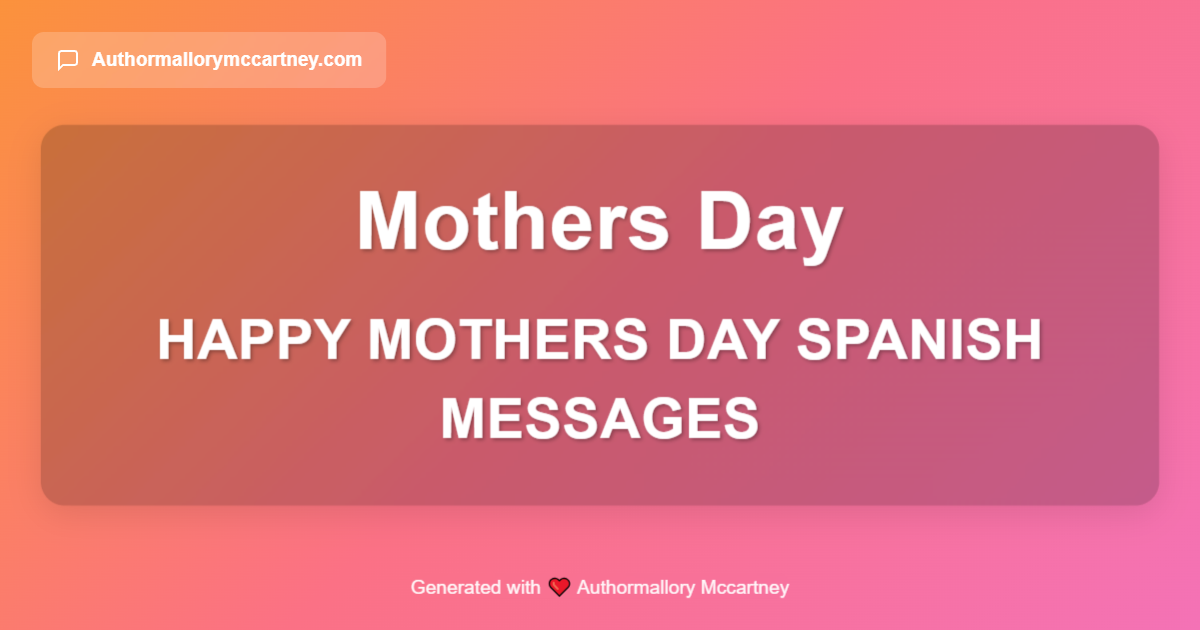 Authormallorymccartney.com
Mothers Day
HAPPY MOTHERS DAY SPANISH
MESSAGES
Generated with ❤️ Authormallory Mccartney